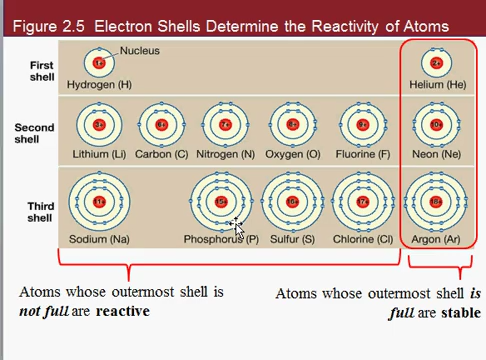 Figure 2.5 Electron Shells Determine the Reactivity of Atoms
Nucleus
First shell
Hydrogen (H) Helium (He)
Second shell
Lithium (Li) Carbon (C) Nitrogen (N) Oxygen (O) Fluorine (F) Neon (Ne)
Third shell
Sodium (Na) Phosphorus (P) Sulfur (S) Chlorine (Cl) Argon (Ar)
Atoms whose outermost shell is
not full are reactive
Atoms whose outermost shell is
full are stable